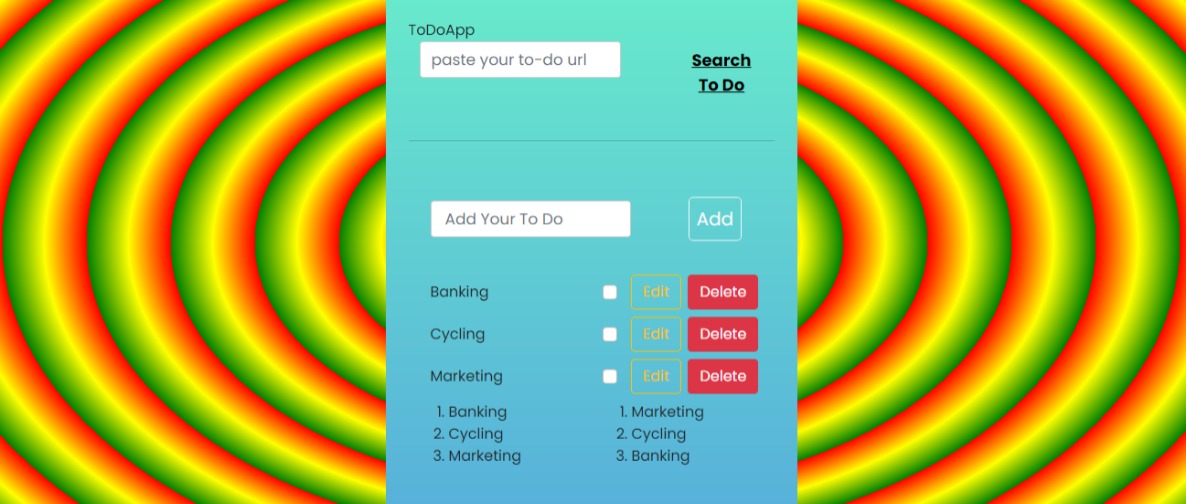 ToDoApp
paste your to-do url
Search
To Do
Add Your To Do
Add
Banking Edit Delete
Cycling Edit Delete
Marketing Edit Delete
1. Banking
2. Cycling
3. Marketing
1. Marketing
2. Cycling
3. Banking